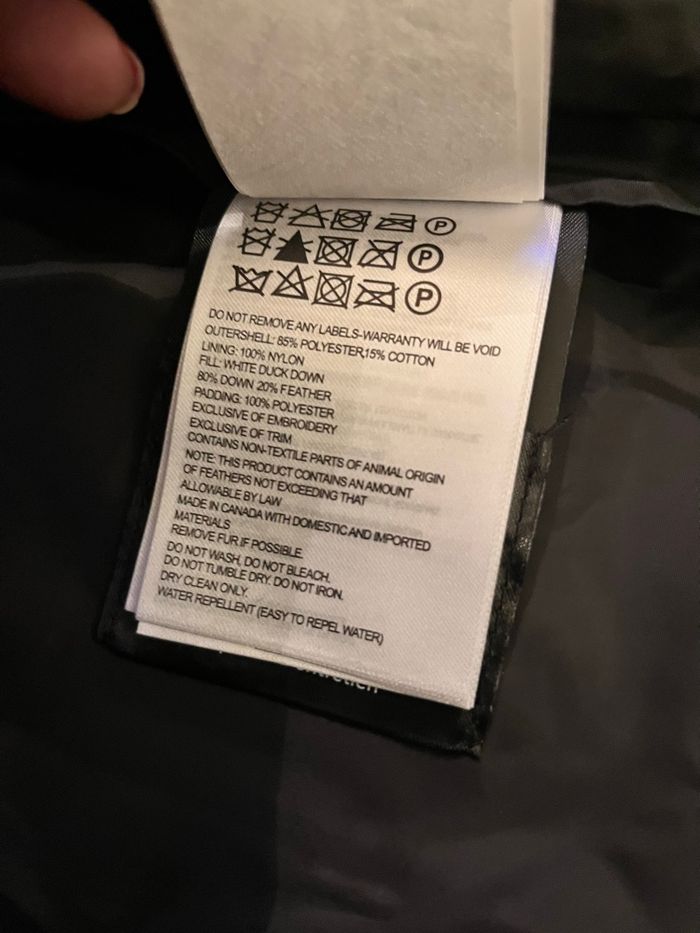 P
P
P
DO NOT REMOVE ANY LABELS-WARRANTY WILL BE VOID
OUTERSHELL: 85% POLYESTER,15% COTTON
LINING: 100% NYLON
FILL: WHITE DUCK DOWN
80% DOWN 20% FEATHER
PADDING: 100% POLYESTER
EXCLUSIVE OF EMBROIDERY
EXCLUSIVE OF TRIM
CONTAINS NON-TEXTILE PARTS OF ANIMAL ORIGIN
NOTE: THIS PRODUCT CONTAINS AN AMOUNT
OF FEATHERS NOT EXCEEDING THAT
ALLOWABLE BY LAW
MADE IN CANADA WITH DOMESTIC AND IMPORTED
MATERIALS
REMOVE FUR IF POSSIBLE.
DO NOT WASH. DO NOT BLEACH.
DO NOT TUMBLE DRY. DO NOT IRON.
DRY CLEAN ONLY.
WATER REPELLENT (EASY TO REPEL WATER)